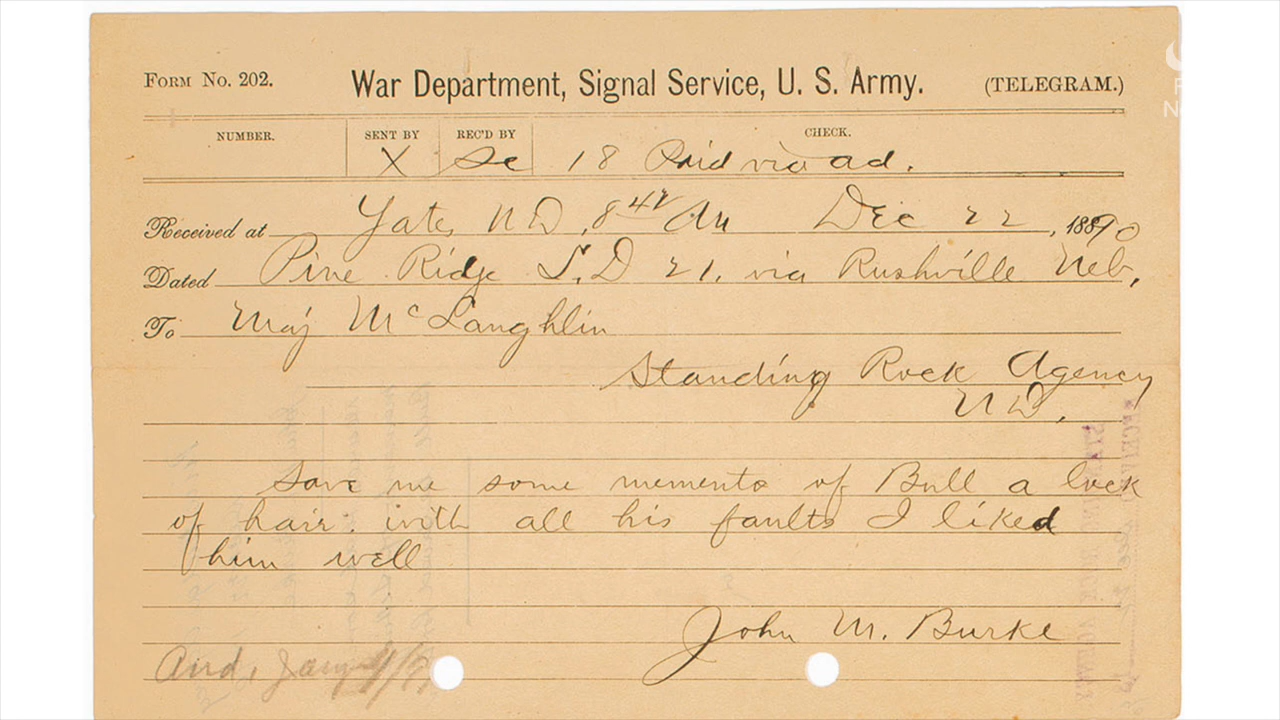 FORM No. 202. War Department, Signal Service, U. S. Army. (TELEGRAM.)
NUMBER. SENT BY REC'D BY CHECK.
X Sc 18 Paid via ad.
Received at Yates N D, 8 42 AM Dec 22, 1890
Dated Pine Ridge S.D 21. via Rushville Neb,
To Maj McLaughlin
Standing Rock Agency
N D,
Save me some memento of Bull a lock
of hair. with all his faults I liked
him well
John M. Burke